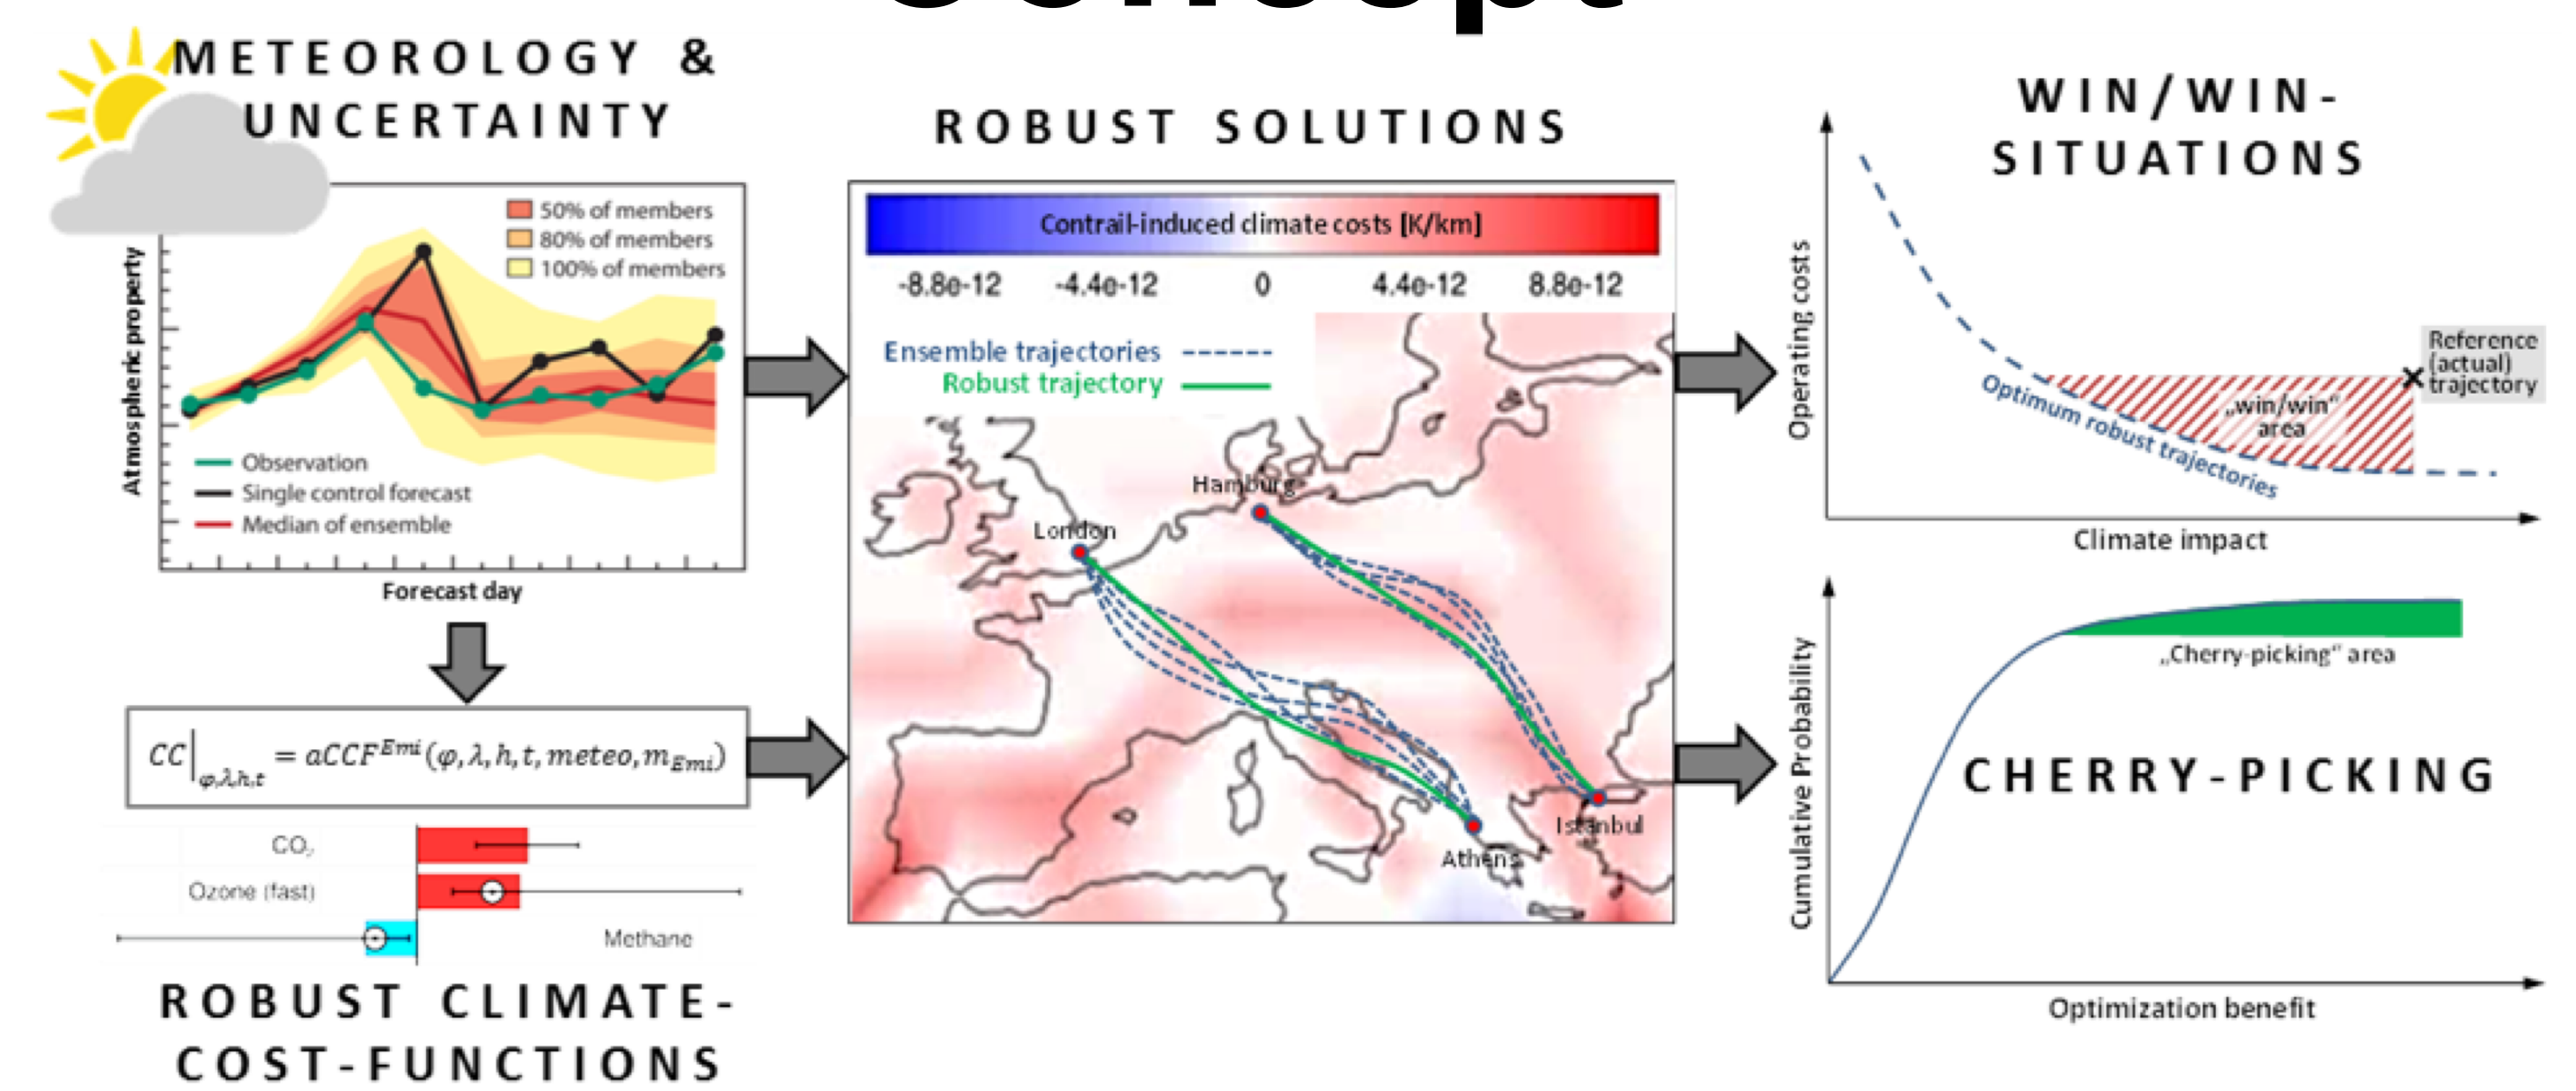 METEOROLOGY &
UNCERTAINTY
50% of members
80% of members
100% of members
Atmospheric property
Observation
Single control forecast
Median of ensemble
Forecast day
CC|φ,λ,h,t = aCCF^Emi(φ, λ, h, t, meteo, m_Emi)
CO₂
Ozone (fast)
Methane
ROBUST CLIMATE-
COST-FUNCTIONS
ROBUST SOLUTIONS
Contrail-induced climate costs [K/km]
-8.8e-12 -4.4e-12 0 4.4e-12 8.8e-12
Ensemble trajectories
Robust trajectory
Hamburg
London
Istanbul
Athens
WIN/WIN-
SITUATIONS
Operating costs
Reference
(actual)
trajectory
„win/win“
area
Optimum robust trajectories
Climate impact
Cumulative Probability
„Cherry-picking“ area
CHERRY-PICKING
Optimization benefit